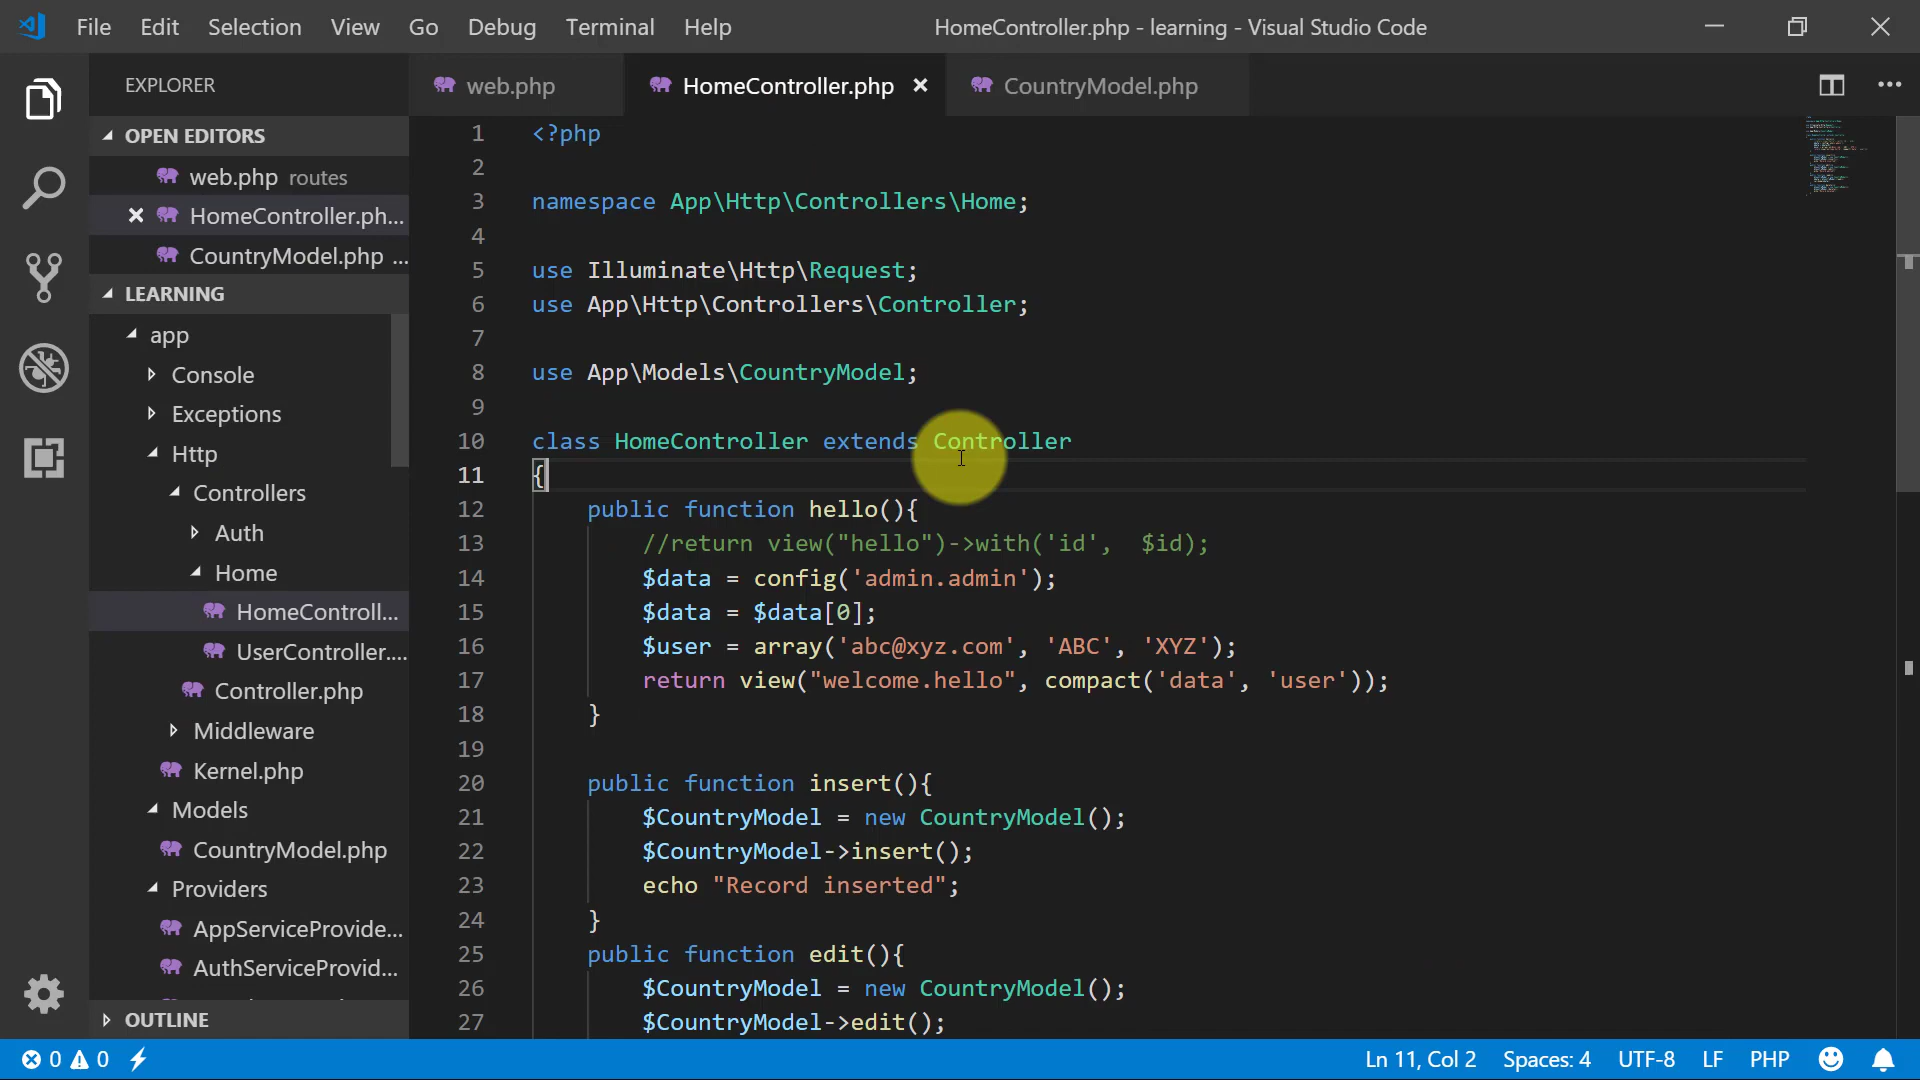 File Edit Selection View Go Debug Terminal Help
HomeController.php - learning - Visual Studio Code
EXPLORER
web.php
HomeController.php
CountryModel.php
OPEN EDITORS
web.php routes
HomeController.ph...
CountryModel.php ...
LEARNING
app
Console
Exceptions
Http
Controllers
Auth
Home
HomeControll...
UserController....
Controller.php
Middleware
Kernel.php
Models
CountryModel.php
Providers
AppServiceProvide...
AuthServiceProvid...
OUTLINE
1 <?php
2
3 namespace App\Http\Controllers\Home;
4
5 use Illuminate\Http\Request;
6 use App\Http\Controllers\Controller;
7
8 use App\Models\CountryModel;
9
10 class HomeController extends Controller
11 {
12 public function hello(){
13 //return view("hello")->with('id',  $id);
14 $data = config('admin.admin');
15 $data = $data[0];
16 $user = array('abc@xyz.com', 'ABC', 'XYZ');
17 return view("welcome.hello", compact('data', 'user'));
18 }
19
20 public function insert(){
21 $CountryModel = new CountryModel();
22 $CountryModel->insert();
23 echo "Record inserted";
24 }
25 public function edit(){
26 $CountryModel = new CountryModel();
27 $CountryModel->edit();
0 0
Ln 11, Col 2 Spaces: 4 UTF-8 LF PHP